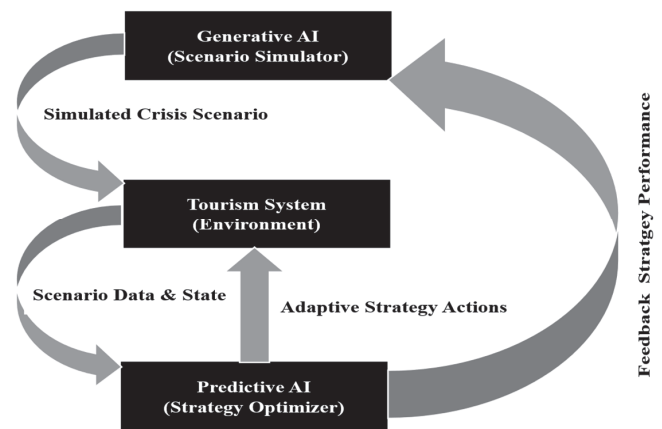 Generative AI
(Scenario Simulator)
Simulated Crisis Scenario
Tourism System
(Environment)
Scenario Data & State
Adaptive Strategy Actions
Predictive AI
(Strategy Optimizer)
Feedback Stratgey Performance